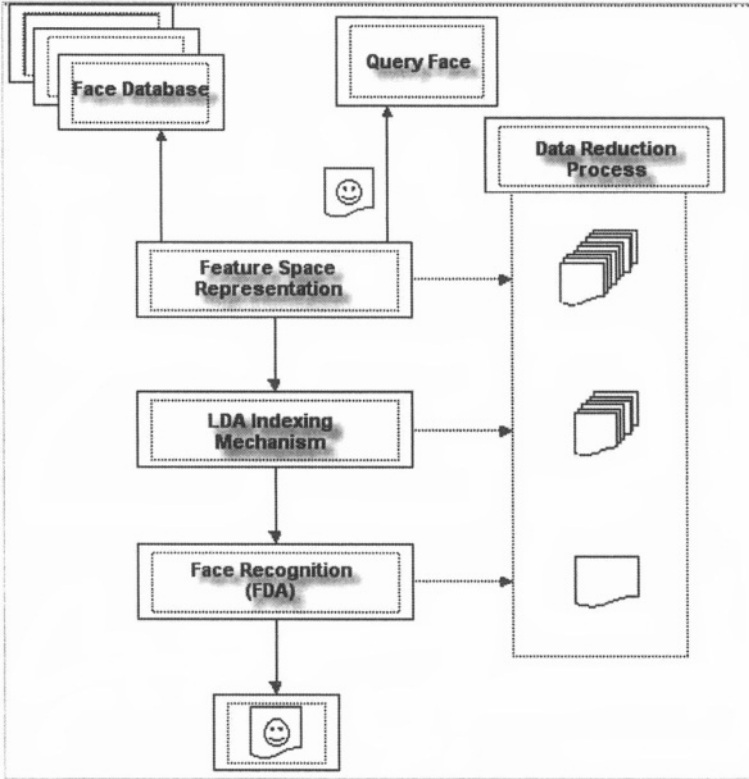 Face Database
Query Face
Data Reduction
Process
Feature Space
Representation
LDA Indexing
Mechanism
Face Recognition
(FDA)